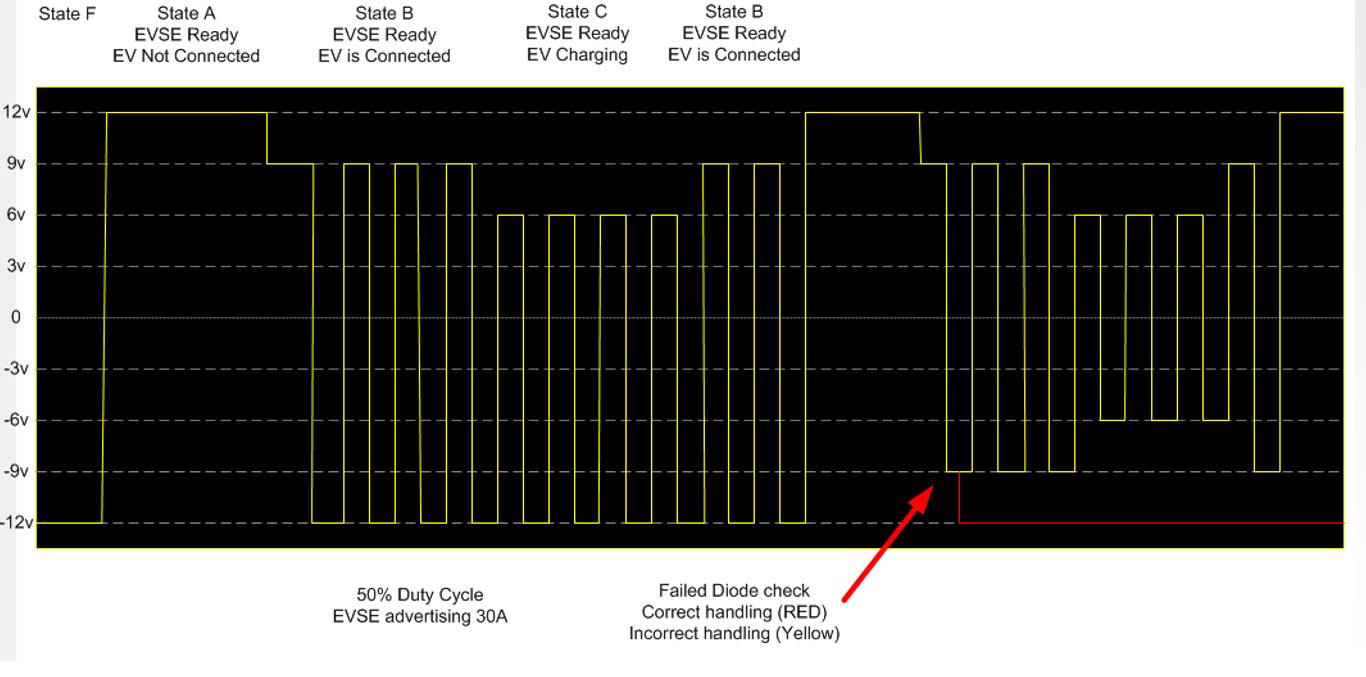 State F
State A
EVSE Ready
EV Not Connected
State B
EVSE Ready
EV is Connected
State C
EVSE Ready
EV Charging
State B
EVSE Ready
EV is Connected
12v
9v
6v
3v
0
-3v
-6v
-9v
-12v
50% Duty Cycle
EVSE advertising 30A
Failed Diode check
Correct handling (RED)
Incorrect handling (Yellow)